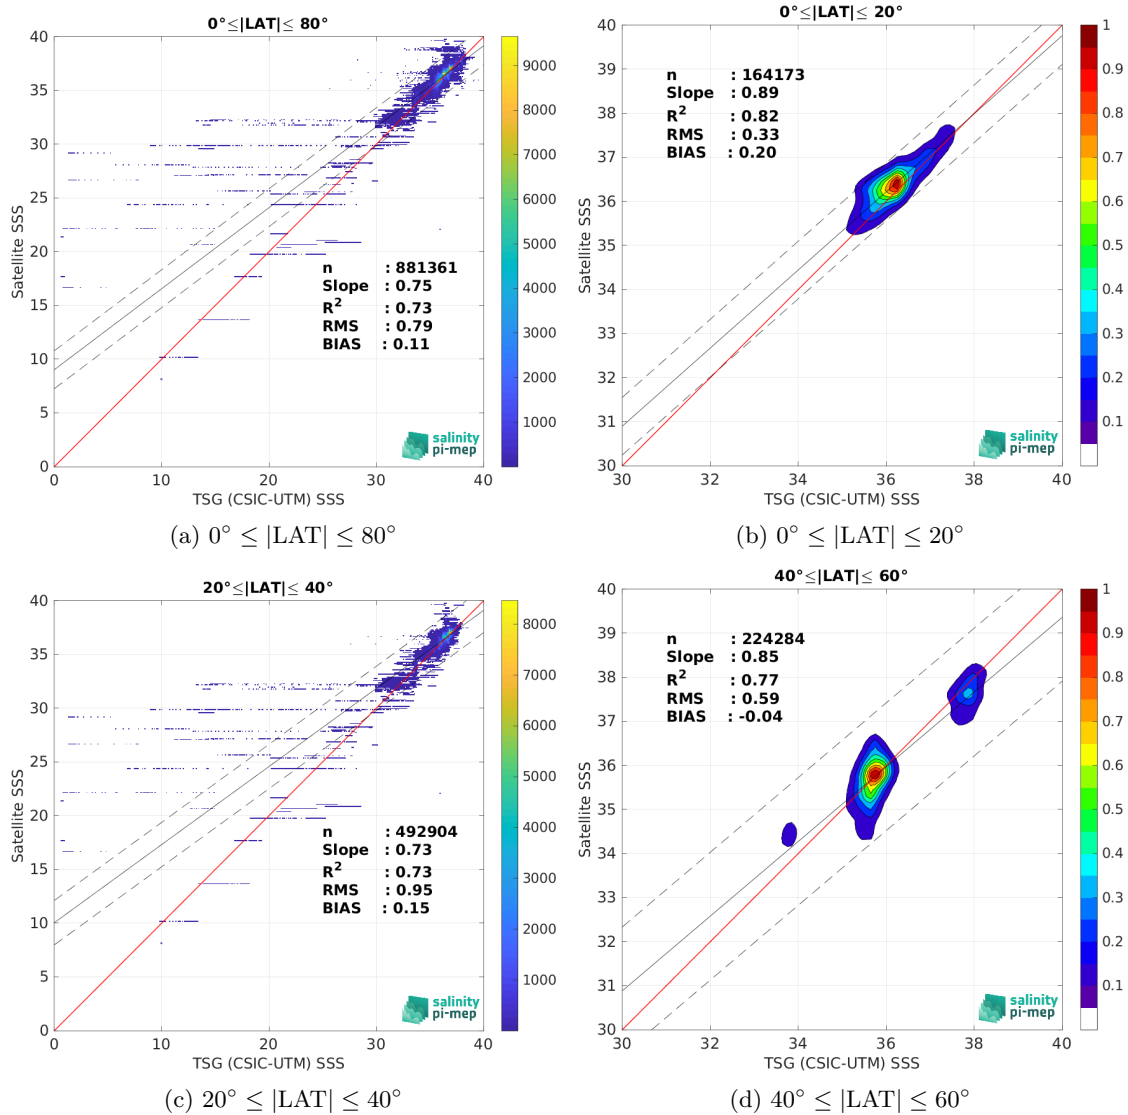 0°≤|LAT|≤ 80°
Satellite SSS
40
35
30
25
20
15
10
5
0
n : 881361
Slope : 0.75
R² : 0.73
RMS : 0.79
BIAS : 0.11
salinity
pi-mep
0 10 20 30 40
TSG (CSIC-UTM) SSS
9000
8000
7000
6000
5000
4000
3000
2000
1000
(a) 0° ≤ |LAT| ≤ 80°
0°≤|LAT|≤ 20°
Satellite SSS
40
39
38
37
36
35
34
33
32
31
30
n : 164173
Slope : 0.89
R² : 0.82
RMS : 0.33
BIAS : 0.20
salinity
pi-mep
30 32 34 36 38 40
TSG (CSIC-UTM) SSS
1
0.9
0.8
0.7
0.6
0.5
0.4
0.3
0.2
0.1
(b) 0° ≤ |LAT| ≤ 20°
20°≤|LAT|≤ 40°
Satellite SSS
40
35
30
25
20
15
10
5
0
n : 492904
Slope : 0.73
R² : 0.73
RMS : 0.95
BIAS : 0.15
salinity
pi-mep
0 10 20 30 40
TSG (CSIC-UTM) SSS
8000
7000
6000
5000
4000
3000
2000
1000
(c) 20° ≤ |LAT| ≤ 40°
40°≤|LAT|≤ 60°
Satellite SSS
40
39
38
37
36
35
34
33
32
31
30
n : 224284
Slope : 0.85
R² : 0.77
RMS : 0.59
BIAS : -0.04
salinity
pi-mep
30 32 34 36 38 40
TSG (CSIC-UTM) SSS
1
0.9
0.8
0.7
0.6
0.5
0.4
0.3
0.2
0.1
(d) 40° ≤ |LAT| ≤ 60°